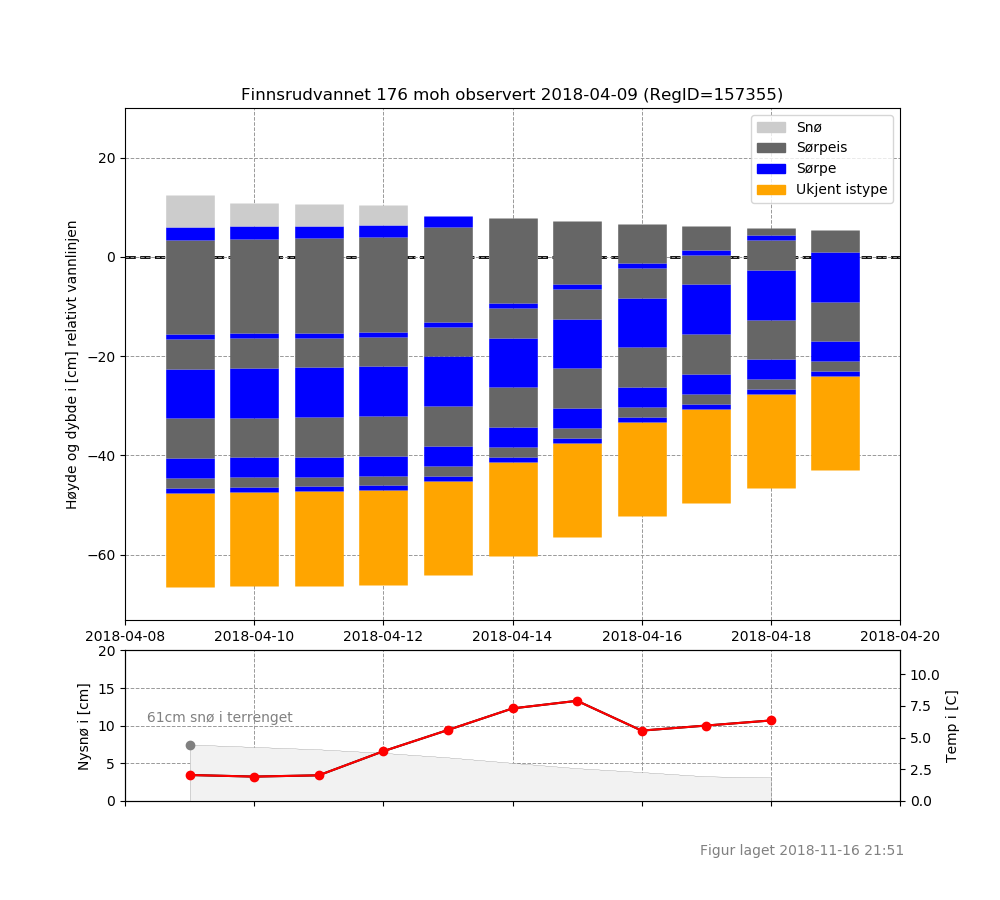 Finnsrudvannet 176 moh observert 2018-04-09 (RegID=157355)
Snø
Sørpeis
Sørpe
Ukjent istype
Høyde og dybde i [cm] relativt vannlinjen
20
0
−20
−40
−60
2018-04-08 2018-04-10 2018-04-12 2018-04-14 2018-04-16 2018-04-18 2018-04-20
Nysnø i [cm]
20
15
10
5
0
61cm snø i terrenget
10.0
7.5
5.0
2.5
0.0
Temp i [C]
Figur laget 2018-11-16 21:51